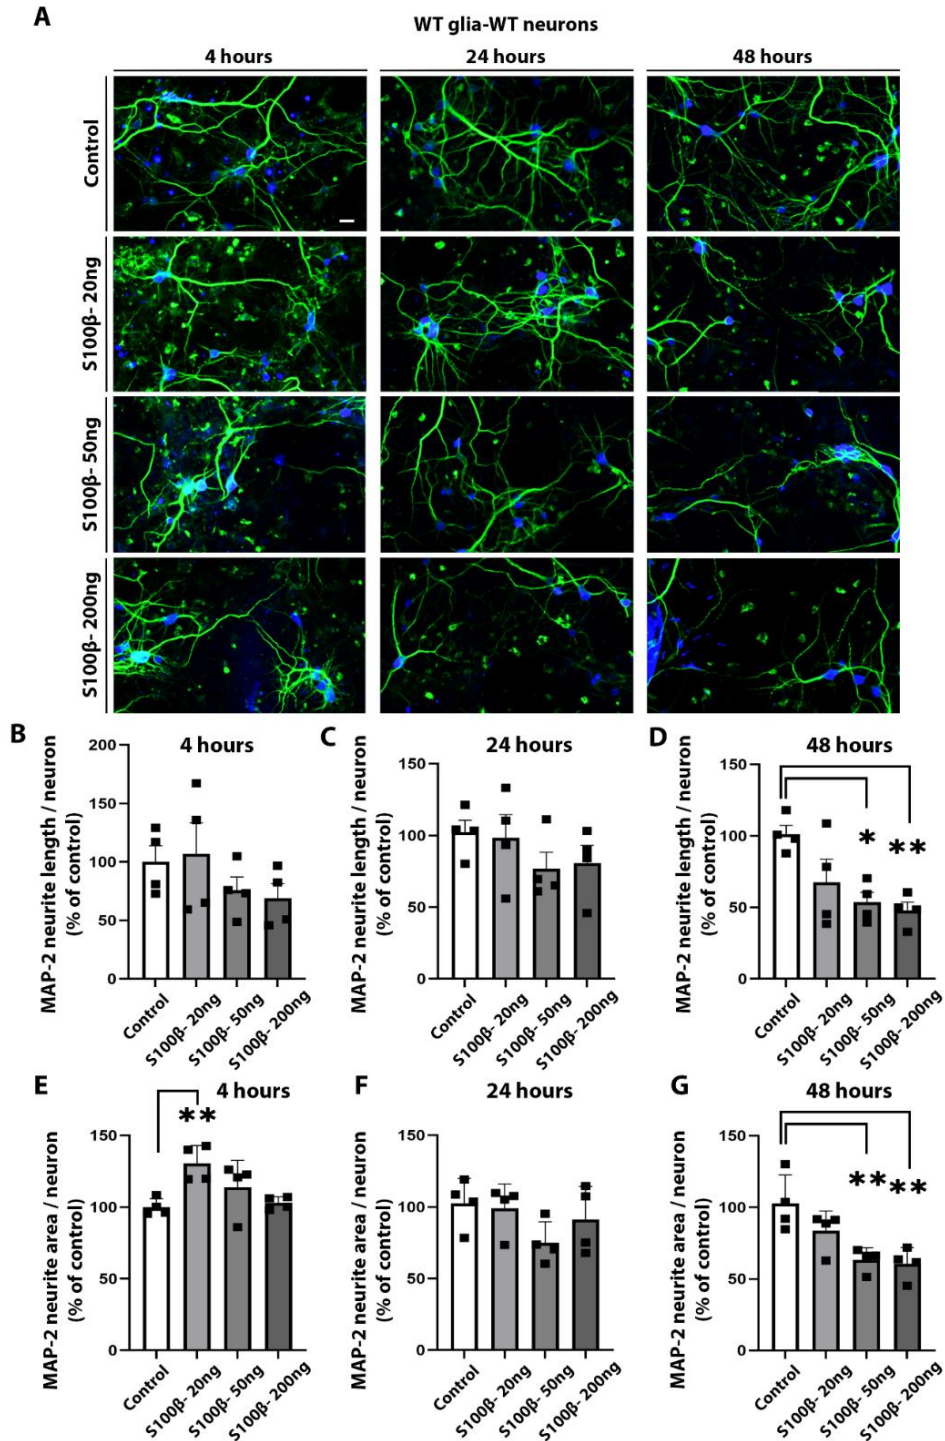 A
WT glia-WT neurons
4 hours 24 hours 48 hours
Control
S100β- 20ng
S100β- 50ng
S100β- 200ng
B
4 hours
MAP-2 neurite length / neuron
(% of control)
200
150
100
50
0
Control
S100β- 20ng
S100β- 50ng
S100β- 200ng
C
24 hours
MAP-2 neurite length / neuron
(% of control)
150
100
50
0
Control
S100β- 20ng
S100β- 50ng
S100β- 200ng
D
48 hours
MAP-2 neurite length / neuron
(% of control)
150
100
50
0
*
**
Control
S100β- 20ng
S100β- 50ng
S100β- 200ng
E
4 hours
MAP-2 neurite area / neuron
(% of control)
**
150
100
50
0
Control
S100β- 20ng
S100β- 50ng
S100β- 200ng
F
24 hours
MAP-2 neurite area / neuron
(% of control)
150
100
50
0
Control
S100β- 20ng
S100β- 50ng
S100β- 200ng
G
48 hours
MAP-2 neurite area / neuron
(% of control)
150
100
50
0
**
**
Control
S100β- 20ng
S100β- 50ng
S100β- 200ng